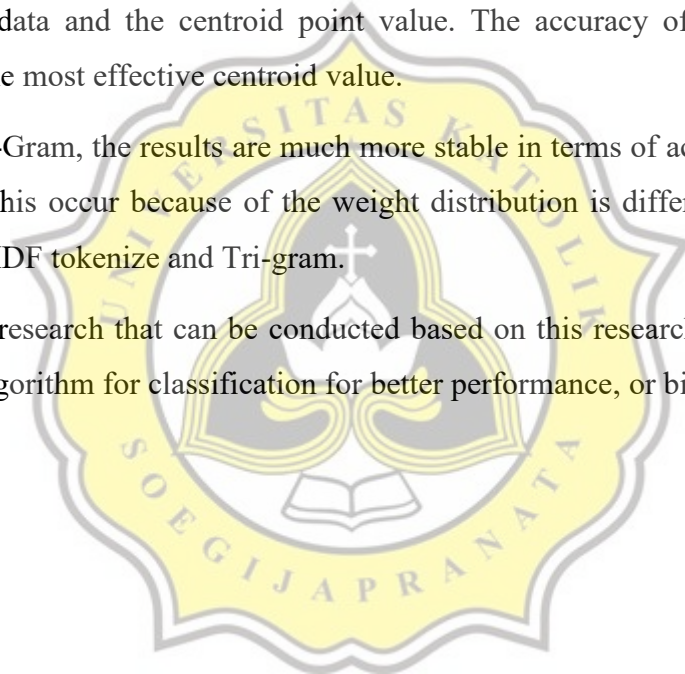 data and the centroid point value. The accuracy of
e most effective centroid value.
-Gram, the results are much more stable in terms of ac
his occur because of the weight distribution is differ
IDF tokenize and Tri-gram.
research that can be conducted based on this research
gorithm for classification for better performance, or bi
UNIVERSITAS KATOLIK
SOEGIJAPRANATA